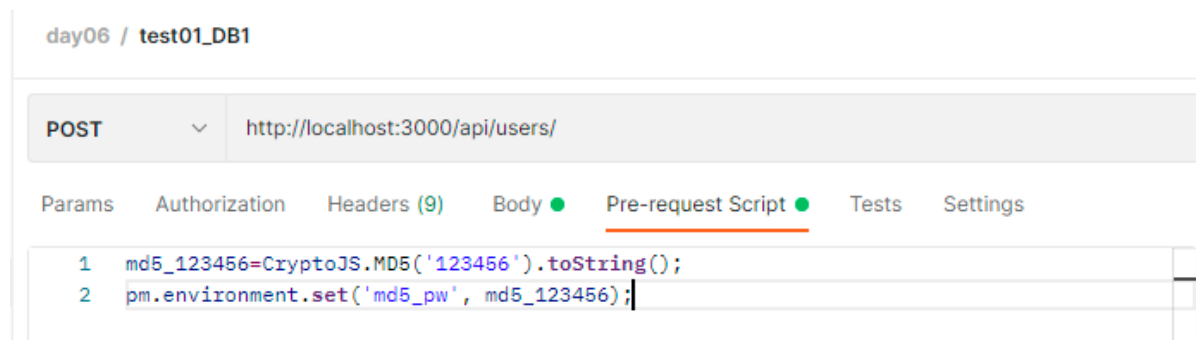 day06 / test01_DB1
POST http://localhost:3000/api/users/
Params Authorization Headers (9) Body Pre-request Script Tests Settings
1 md5_123456=CryptoJS.MD5('123456').toString();
2 pm.environment.set('md5_pw', md5_123456);